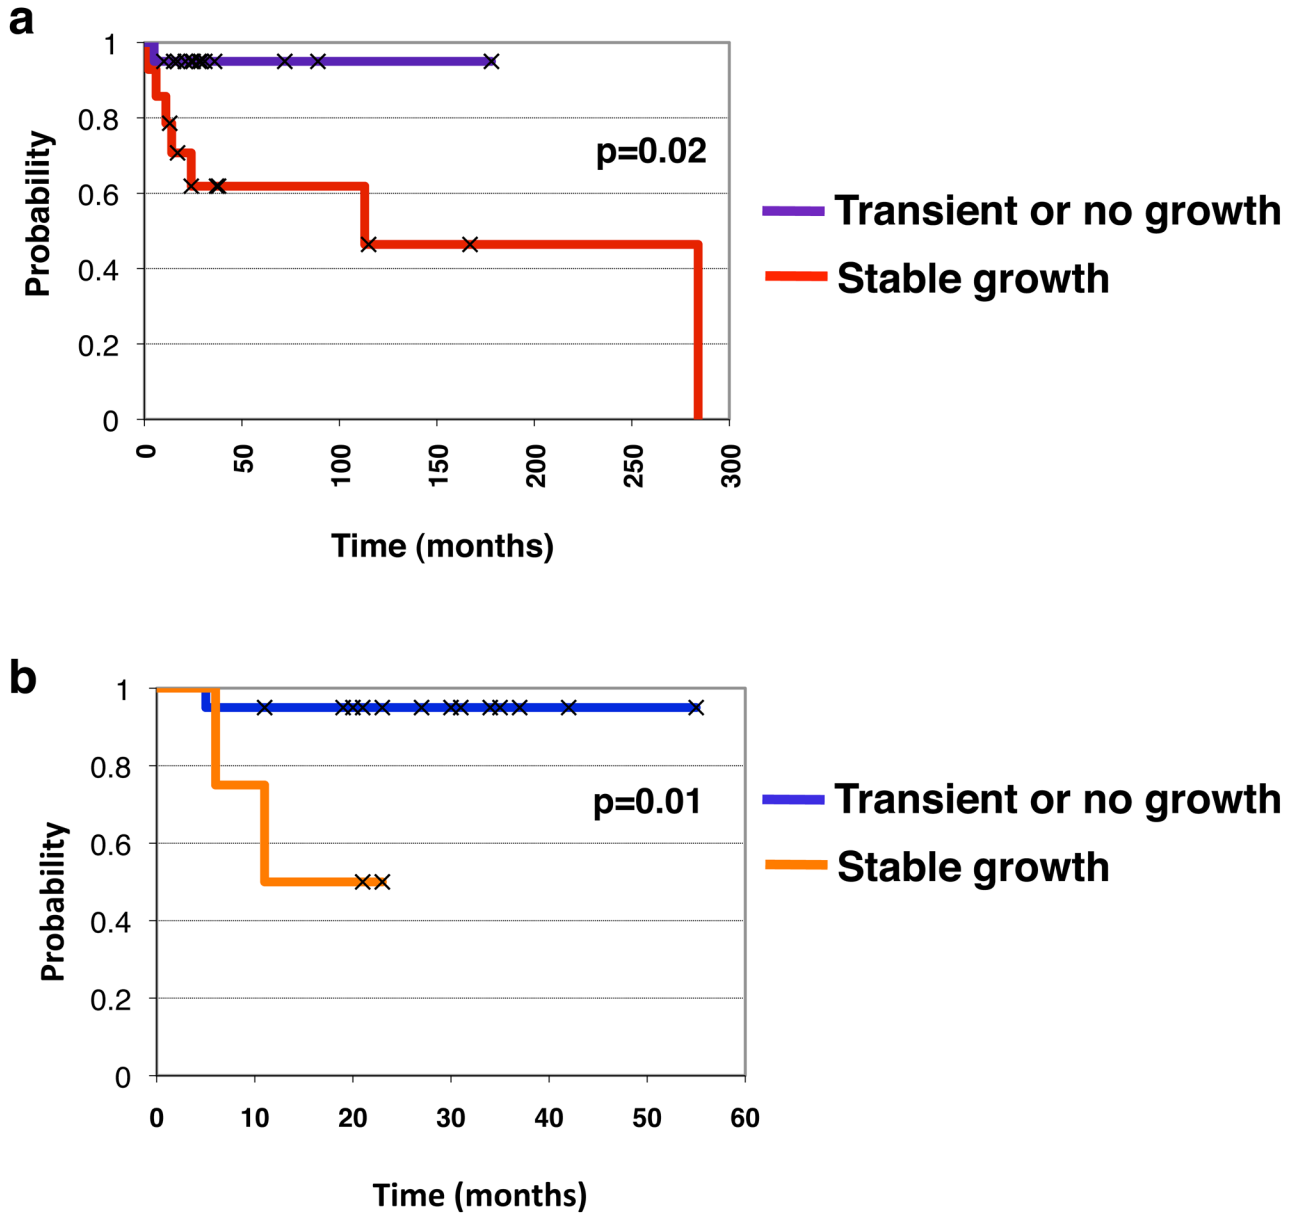 a
1
0.8
0.6
0.4
0.2
0
Probability
p=0.02
0 50 100 150 200 250 300
Time (months)
Transient or no growth
Stable growth
b
1
0.8
0.6
0.4
0.2
0
Probability
p=0.01
0 10 20 30 40 50 60
Time (months)
Transient or no growth
Stable growth